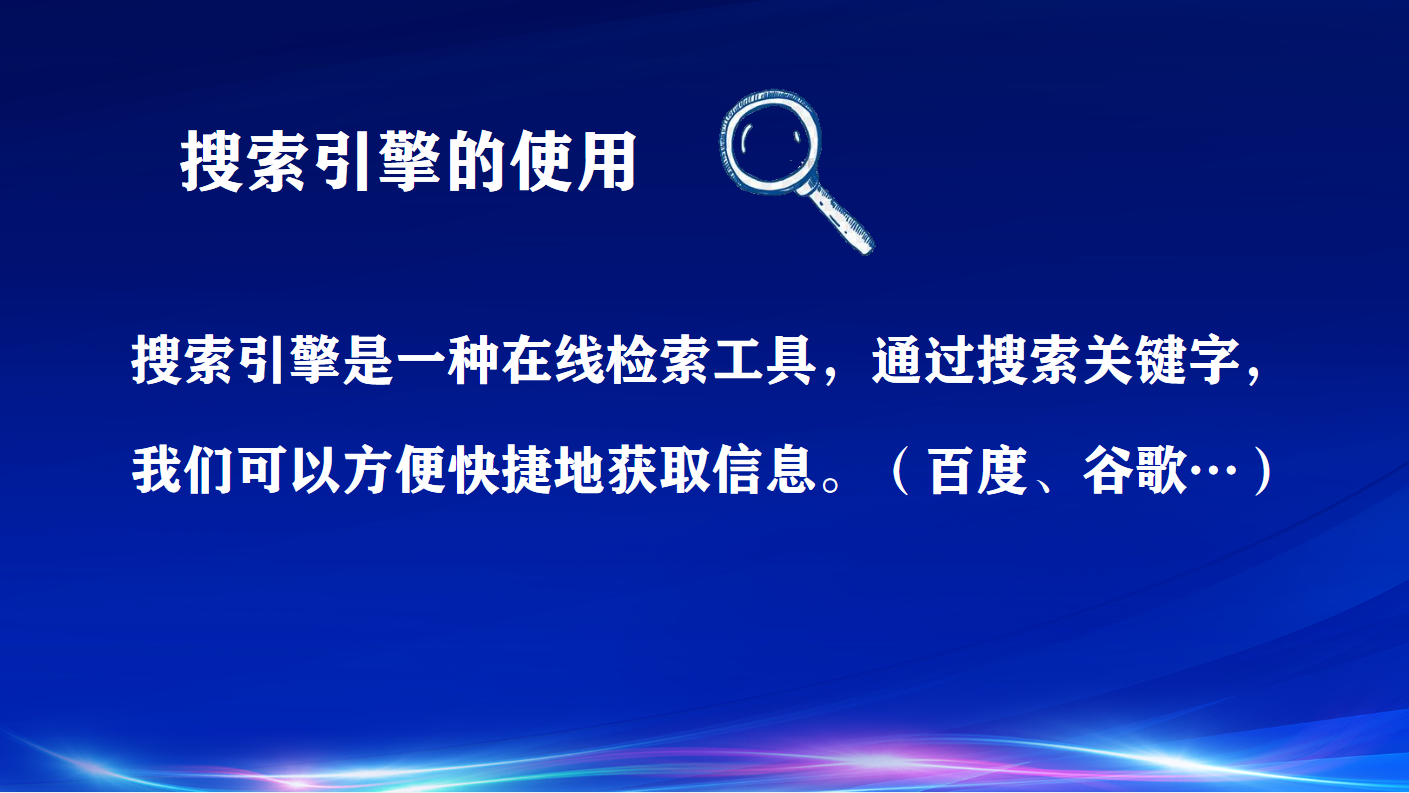 搜索引擎的使用
搜索引擎是一种在线检索工具，通过搜索关键字，
我们可以方便快捷地获取信息。（百度、谷歌…）